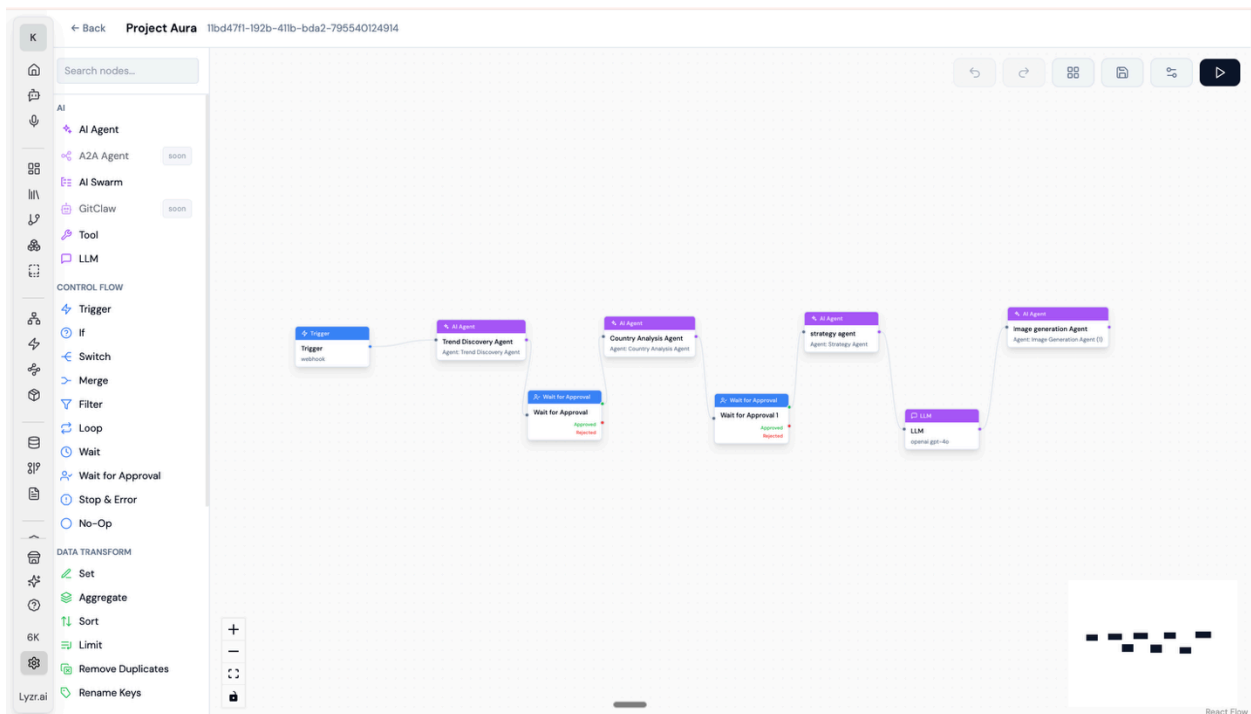 K
← Back
Project Aura
11bd47f1-192b-411b-bda2-795540124914
Search nodes...
AI
AI Agent
A2A Agent
soon
AI Swarm
GitClaw
soon
Tool
LLM
CONTROL FLOW
Trigger
If
Switch
Merge
Filter
Loop
Wait
Wait for Approval
Stop & Error
No-Op
DATA TRANSFORM
Set
Aggregate
Sort
Limit
Remove Duplicates
Rename Keys
6K
Lyzr.ai
Trigger
Trigger
webhook
AI Agent
Trend Discovery Agent
Agent: Trend Discovery Agent
Wait for Approval
Wait for Approval
Approved
Rejected
AI Agent
Country Analysis Agent
Agent: Country Analysis Agent
Wait for Approval
Wait for Approval 1
Approved
Rejected
AI Agent
strategy agent
Agent: Strategy Agent
LLM
LLM
openai gpt-4o
AI Agent
Image generation Agent
Agent: Image Generation Agent (1)
React Flow